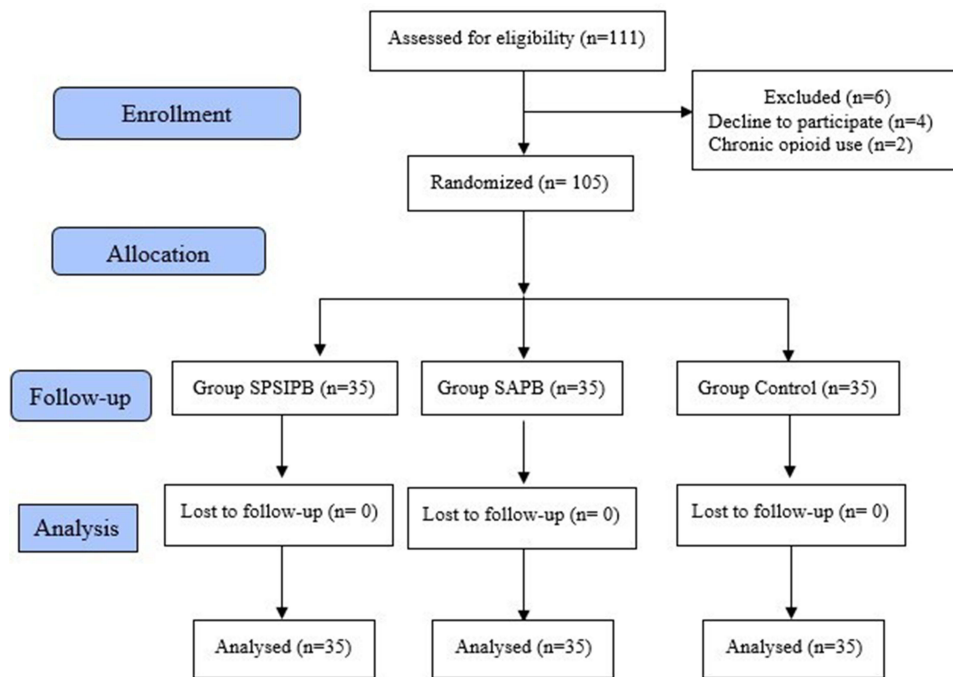 Assessed for eligibility (n=111)
Enrollment
Excluded (n=6)
Decline to participate (n=4)
Chronic opioid use (n=2)
Randomized (n= 105)
Allocation
Follow-up
Group SPSIPB (n=35)
Group SAPB (n=35)
Group Control (n=35)
Analysis
Lost to follow-up (n= 0)
Lost to follow-up (n= 0)
Lost to follow-up (n= 0)
Analysed (n=35)
Analysed (n=35)
Analysed (n=35)